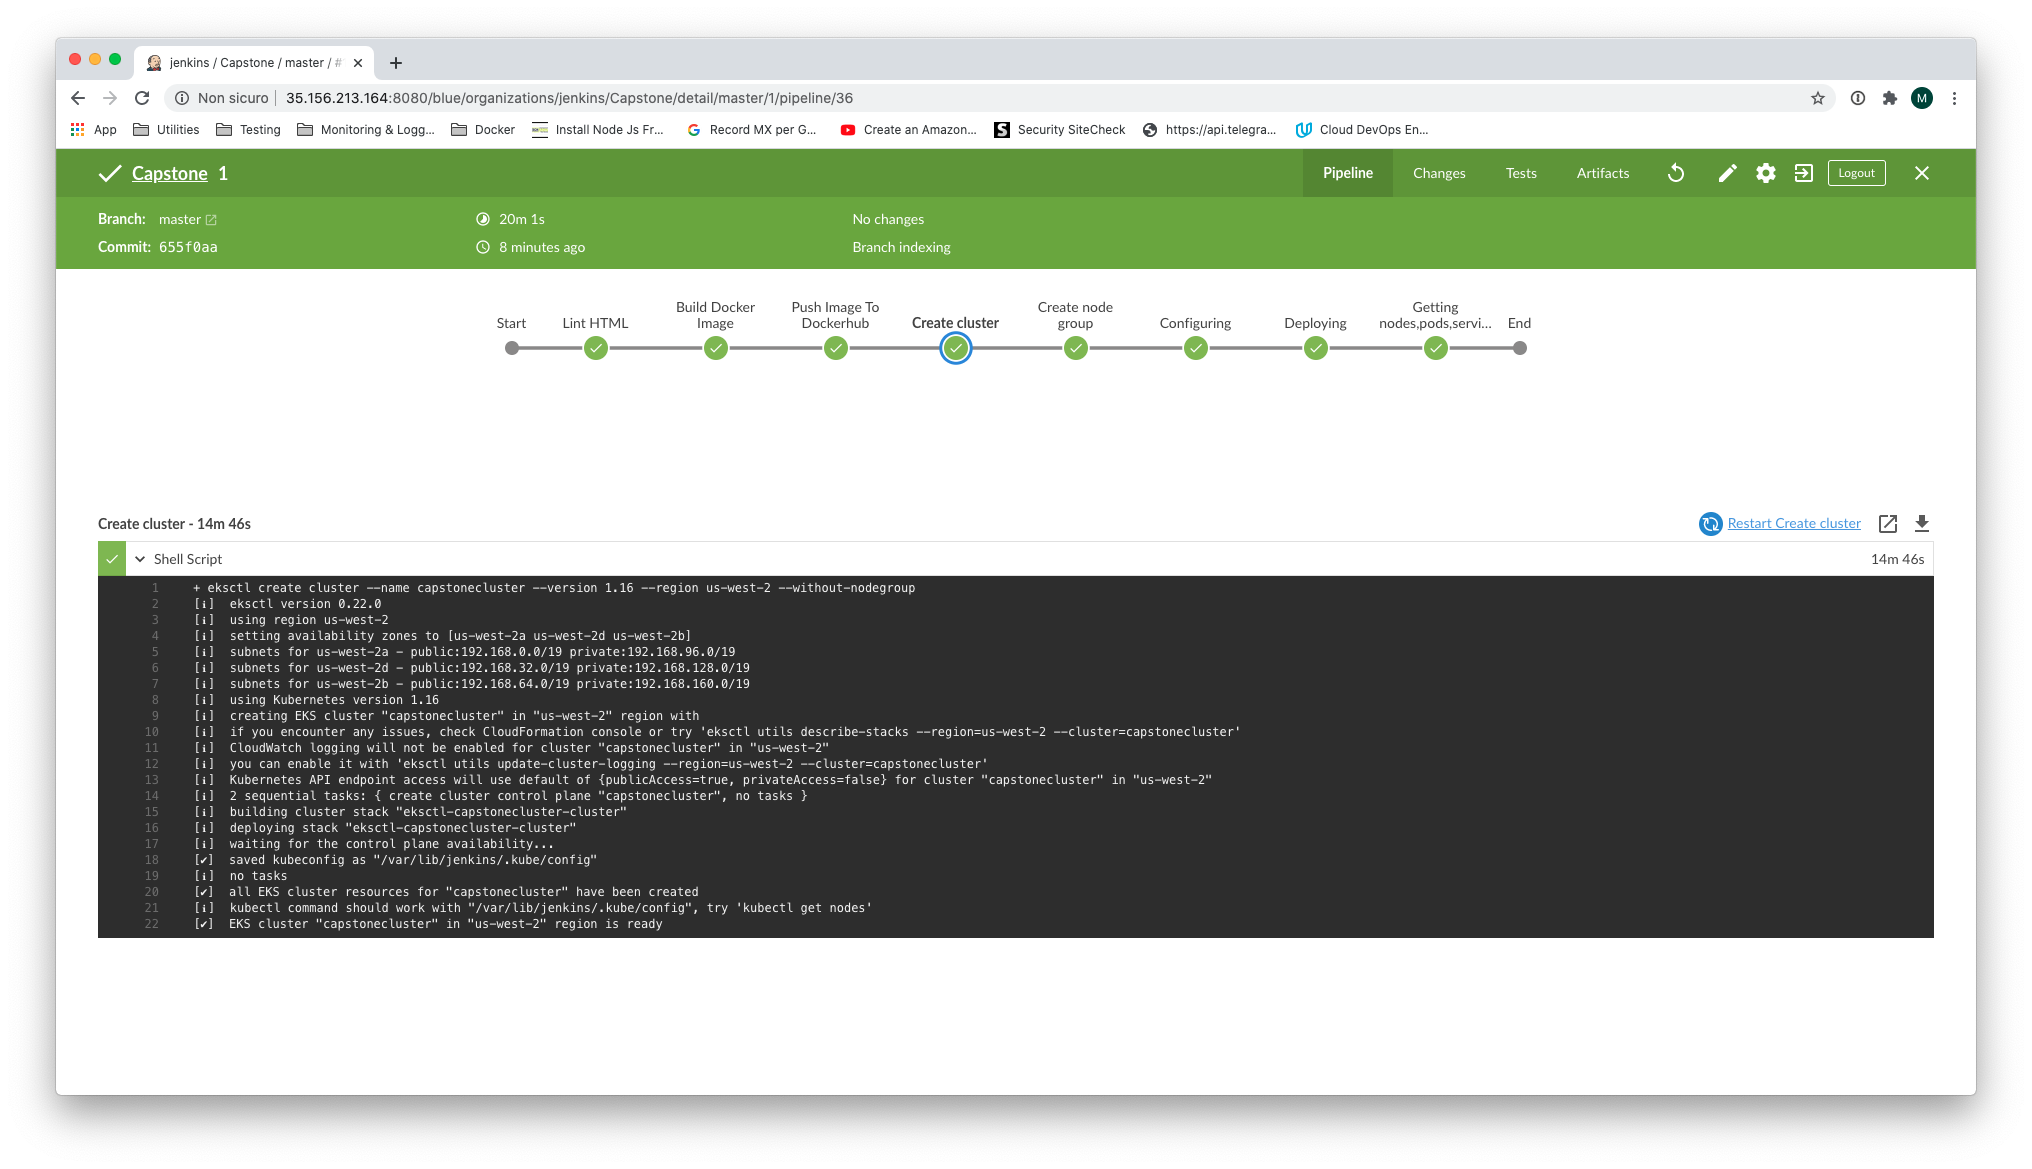 jenkins / Capstone / master / #
Non sicuro 35.156.213.164:8080/blue/organizations/jenkins/Capstone/detail/master/1/pipeline/36
M
App Utilities Testing Monitoring & Logg... Docker Install Node Js Fr... Record MX per G... Create an Amazon... Security SiteCheck https://api.telegra... Cloud DevOps En...
Capstone 1 Pipeline Changes Tests Artifacts Logout
Branch: master 20m 1s No changes
Commit: 655f0aa 8 minutes ago Branch indexing
Start Lint HTML Build Docker Image Push Image To Dockerhub Create cluster Create node group Configuring Deploying Getting nodes,pods,servi... End
Create cluster - 14m 46s Restart Create cluster
Shell Script 14m 46s
1 + eksctl create cluster --name capstonecluster --version 1.16 --region us-west-2 --without-nodegroup
2 [ℹ] eksctl version 0.22.0
3 [ℹ] using region us-west-2
4 [ℹ] setting availability zones to [us-west-2a us-west-2d us-west-2b]
5 [ℹ] subnets for us-west-2a - public:192.168.0.0/19 private:192.168.96.0/19
6 [ℹ] subnets for us-west-2d - public:192.168.32.0/19 private:192.168.128.0/19
7 [ℹ] subnets for us-west-2b - public:192.168.64.0/19 private:192.168.160.0/19
8 [ℹ] using Kubernetes version 1.16
9 [ℹ] creating EKS cluster "capstonecluster" in "us-west-2" region with
10 [ℹ] if you encounter any issues, check CloudFormation console or try 'eksctl utils describe-stacks --region=us-west-2 --cluster=capstonecluster'
11 [ℹ] CloudWatch logging will not be enabled for cluster "capstonecluster" in "us-west-2"
12 [ℹ] you can enable it with 'eksctl utils update-cluster-logging --region=us-west-2 --cluster=capstonecluster'
13 [ℹ] Kubernetes API endpoint access will use default of {publicAccess=true, privateAccess=false} for cluster "capstonecluster" in "us-west-2"
14 [ℹ] 2 sequential tasks: { create cluster control plane "capstonecluster", no tasks }
15 [ℹ] building cluster stack "eksctl-capstonecluster-cluster"
16 [ℹ] deploying stack "eksctl-capstonecluster-cluster"
17 [ℹ] waiting for the control plane availability...
18 [✔] saved kubeconfig as "/var/lib/jenkins/.kube/config"
19 [ℹ] no tasks
20 [✔] all EKS cluster resources for "capstonecluster" have been created
21 [ℹ] kubectl command should work with "/var/lib/jenkins/.kube/config", try 'kubectl get nodes'
22 [✔] EKS cluster "capstonecluster" in "us-west-2" region is ready